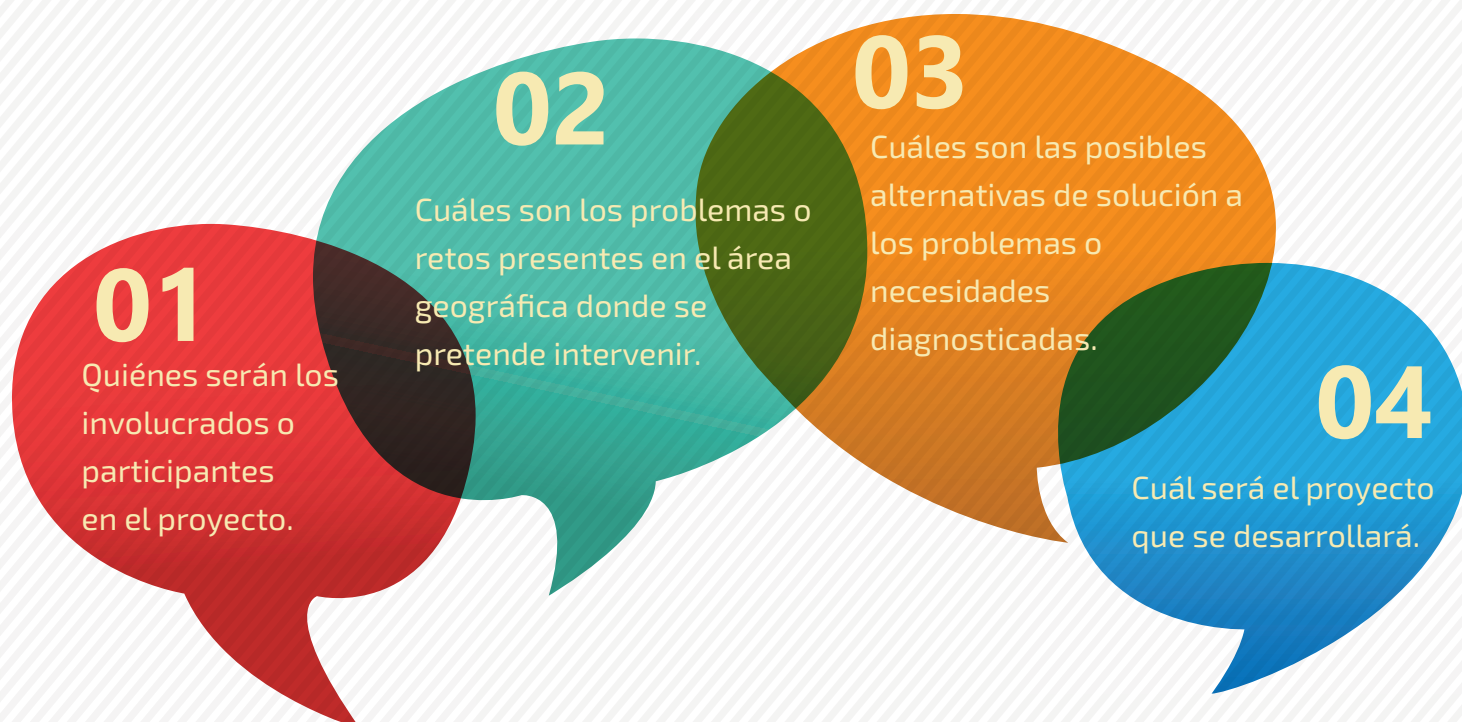 01
Quiénes serán los
involucrados o
participantes
en el proyecto.
02
Cuáles son los problemas o
retos presentes en el área
geográfica donde se
pretende intervenir.
03
Cuáles son las posibles
alternativas de solución a
los problemas o
necesidades
diagnosticadas.
04
Cuál será el proyecto
que se desarrollará.